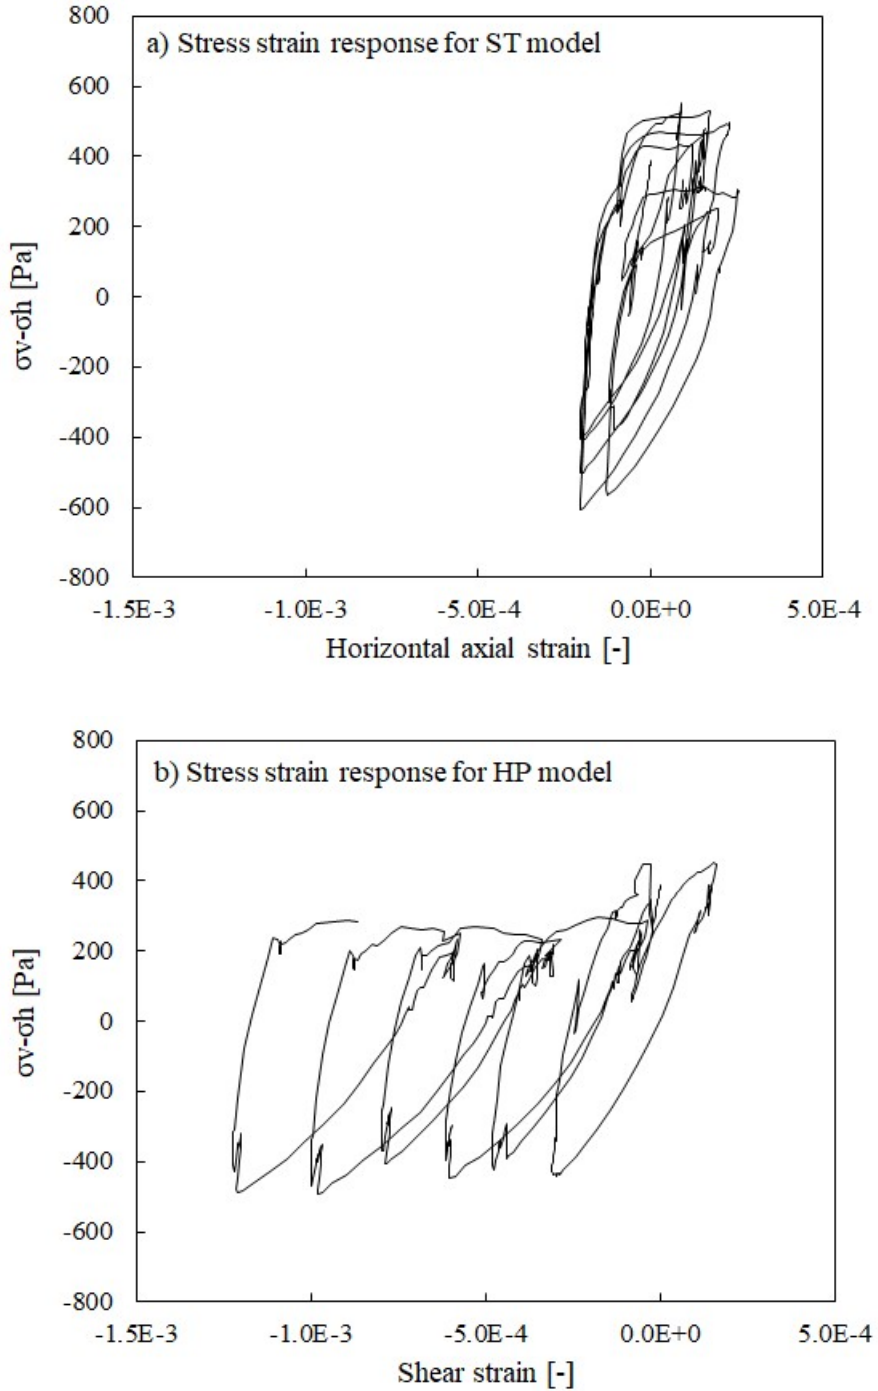 800
a) Stress strain response for ST model
600
400
200
0
-200
-400
-600
-800
σv-σh [Pa]
-1.5E-3 -1.0E-3 -5.0E-4 0.0E+0 5.0E-4
Horizontal axial strain [-]
800
b) Stress strain response for HP model
600
400
200
0
-200
-400
-600
-800
σv-σh [Pa]
-1.5E-3 -1.0E-3 -5.0E-4 0.0E+0 5.0E-4
Shear strain [-]